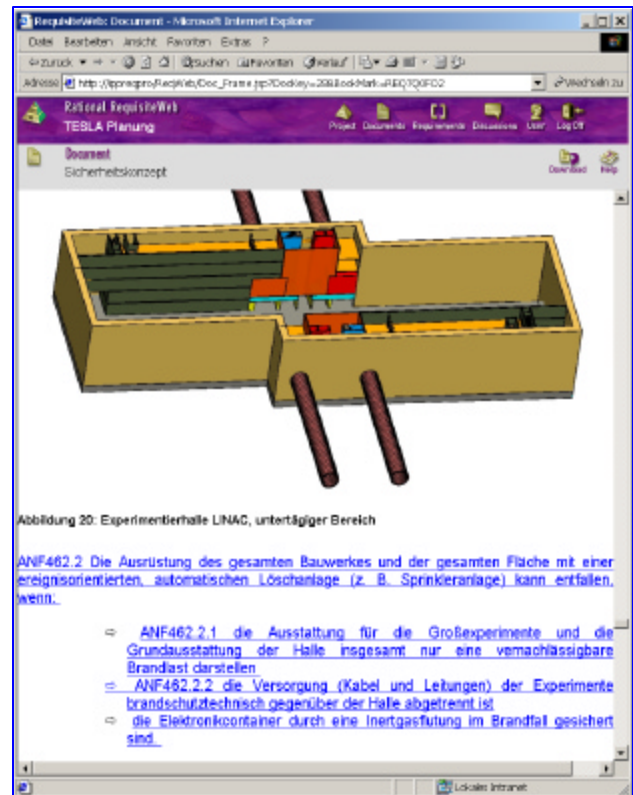 RequisiteWeb: Document - Microsoft Internet Explorer
Datei Bearbeiten Ansicht Favoriten Extras ?
Zurück Suchen Favoriten Verlauf
Adresse Wechseln zu
Rational RequisiteWeb
TESLA Planung
Project Documents Requirements Discussions User Log Off
Document
Sicherheitskonzept
Download Help
Abbildung 20: Experimentierhalle LINAC, untertägiger Bereich
ANF462.2 Die Ausrüstung des gesamten Bauwerkes und der gesamten Fläche mit einer
ereignisorientierten, automatischen Löschanlage (z. B. Sprinkleranlage) kann entfallen,
wenn:
⇨ ANF462.2.1 die Ausstattung für die Großexperimente und die
Grundausstattung der Halle insgesamt nur eine vernachlässigbare
Brandlast darstellen
⇨ ANF462.2.2 die Versorgung (Kabel und Leitungen) der Experimente
brandschutztechnisch gegenüber der Halle abgetrennt ist
⇨ die Elektronikcontainer durch eine Inertgasflutung im Brandfall gesichert
sind.
Lokales Intranet